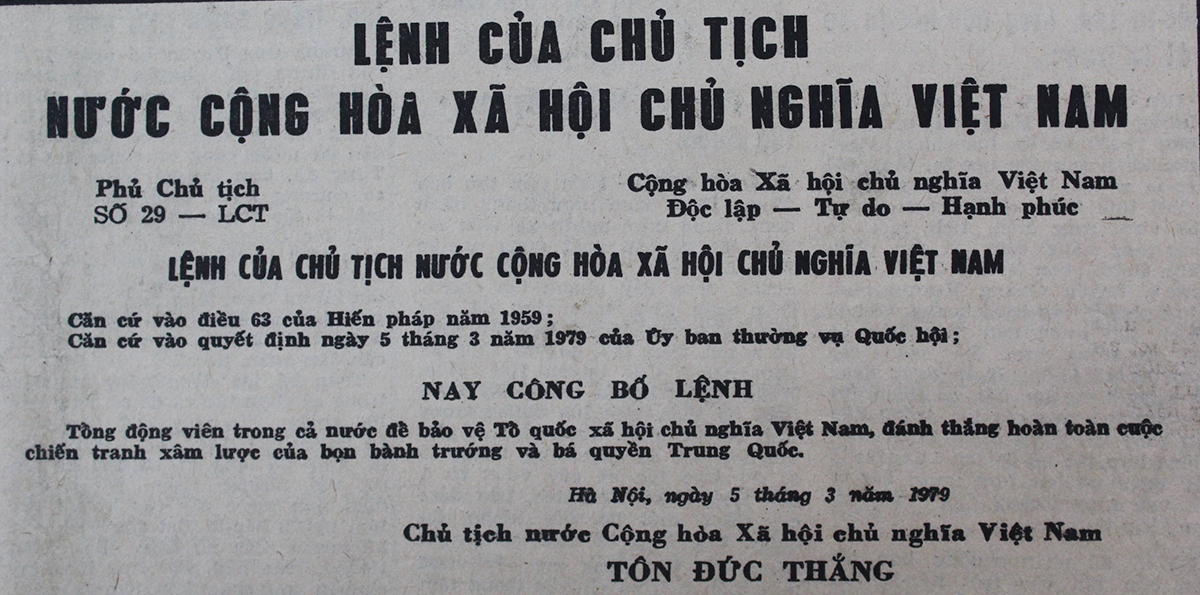 LỆNH CỦA CHỦ TỊCH
NƯỚC CỘNG HÒA XÃ HỘI CHỦ NGHĨA VIỆT NAM
Phủ Chủ tịch
SỐ 29 — LCT
Cộng hòa Xã hội chủ nghĩa Việt Nam
Độc lập — Tự do — Hạnh phúc
LỆNH CỦA CHỦ TỊCH NƯỚC CỘNG HÒA XÃ HỘI CHỦ NGHĨA VIỆT NAM
Căn cứ vào điều 63 của Hiến pháp năm 1959;
Căn cứ vào quyết định ngày 5 tháng 3 năm 1979 của Ủy ban thường vụ Quốc hội;
NAY CÔNG BỐ LỆNH
Tổng động viên trong cả nước để bảo vệ Tổ quốc xã hội chủ nghĩa Việt Nam, đánh thắng hoàn toàn cuộc
chiến tranh xâm lược của bọn bành trướng và bá quyền Trung Quốc.
Hà Nội, ngày 5 tháng 3 năm 1979
Chủ tịch nước Cộng hòa Xã hội chủ nghĩa Việt Nam
TÔN ĐỨC THẮNG